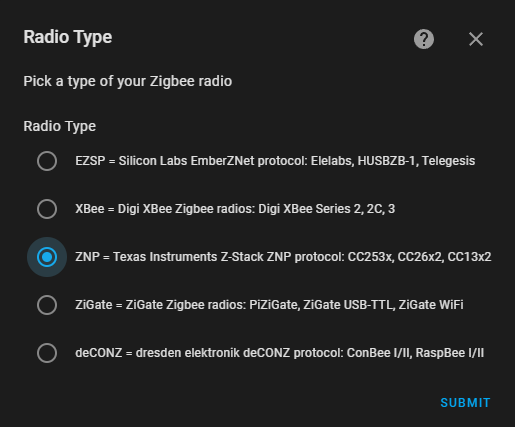 Radio Type
Pick a type of your Zigbee radio
Radio Type
EZSP = Silicon Labs EmberZNet protocol: Elelabs, HUSBZB-1, Telegesis
XBee = Digi XBee Zigbee radios: Digi XBee Series 2, 2C, 3
ZNP = Texas Instruments Z-Stack ZNP protocol: CC253x, CC26x2, CC13x2
ZiGate = ZiGate Zigbee radios: PiZiGate, ZiGate USB-TTL, ZiGate WiFi
deCONZ = dresden elektronik deCONZ protocol: ConBee I/II, RaspBee I/II
SUBMIT